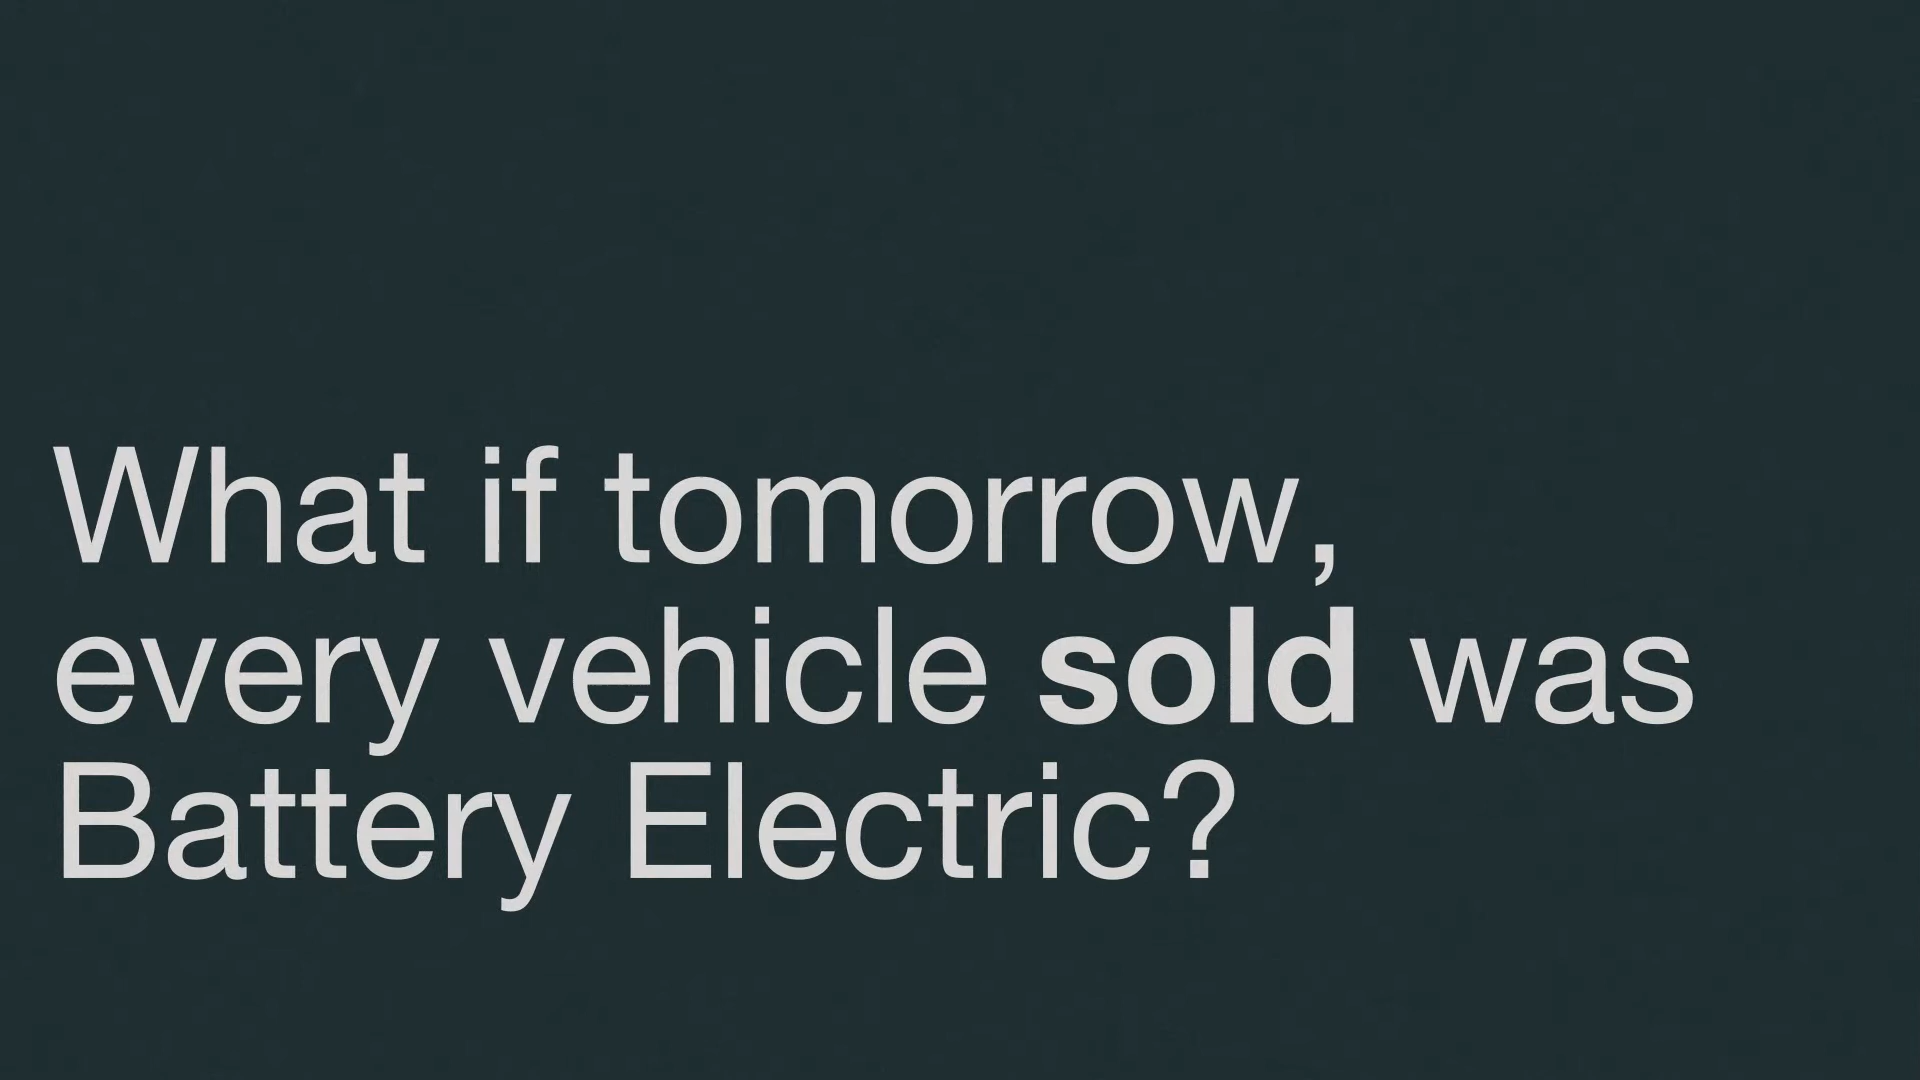 What if tomorrow,
every vehicle sold was
Battery Electric?